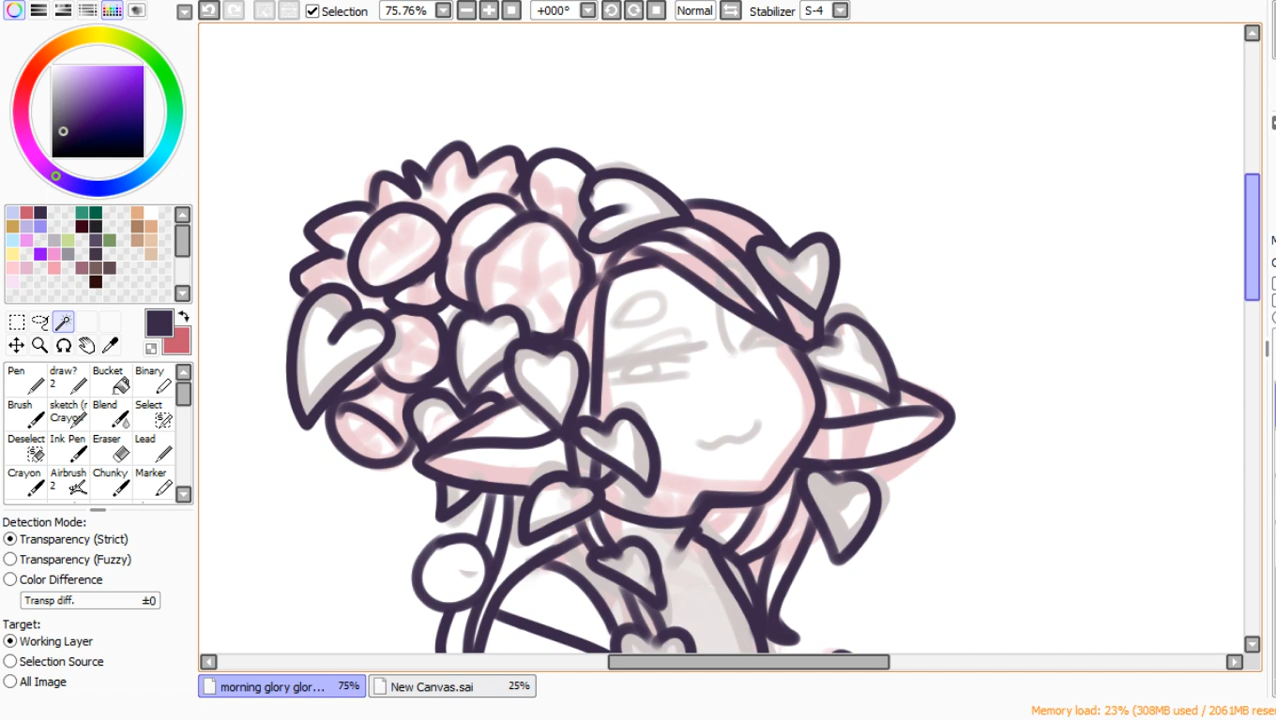 Selection 75.76% +000° Normal Stabilizer S-4
Pen draw? 2 Bucket Binary
Brush sketch (r Crayon Blend Select
Deselect Ink Pen Eraser Lead
Crayon Airbrush 2 Chunky Marker
Detection Mode:
Transparency (Strict)
Transparency (Fuzzy)
Color Difference
Transp diff. ±0
Target:
Working Layer
Selection Source
All Image
morning glory glor... 75% New Canvas.sai 25%
Memory load: 23% (308MB used / 2061MB rese